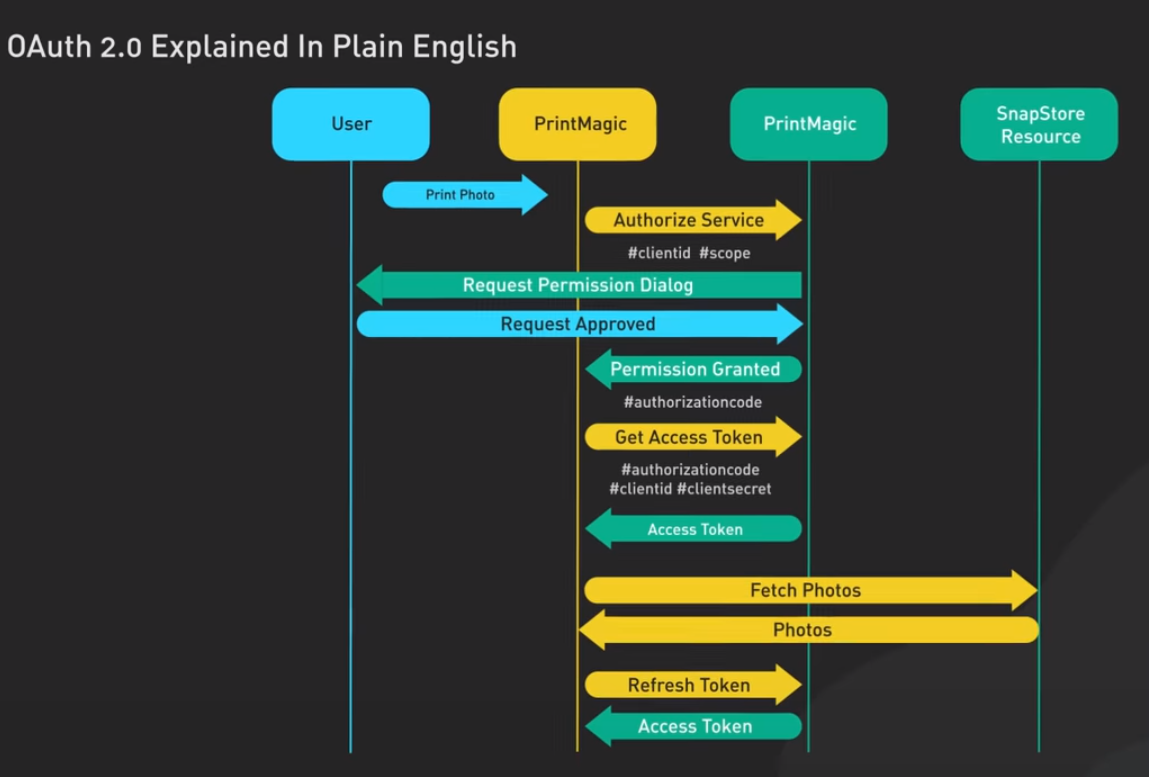 OAuth 2.0 Explained In Plain English
User
PrintMagic
PrintMagic
SnapStore
Resource
Print Photo
Authorize Service
#clientid #scope
Request Permission Dialog
Request Approved
Permission Granted
#authorizationcode
Get Access Token
#authorizationcode
#clientid #clientsecret
Access Token
Fetch Photos
Photos
Refresh Token
Access Token